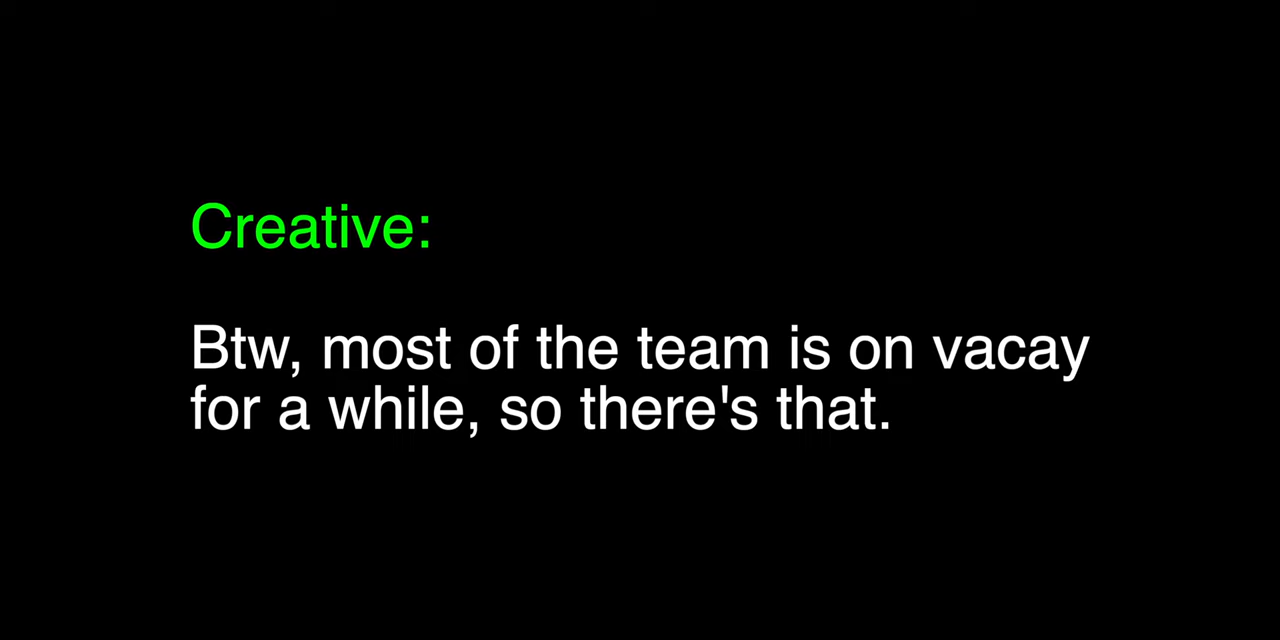 Creative:
Btw, most of the team is on vacay
for a while, so there's that.